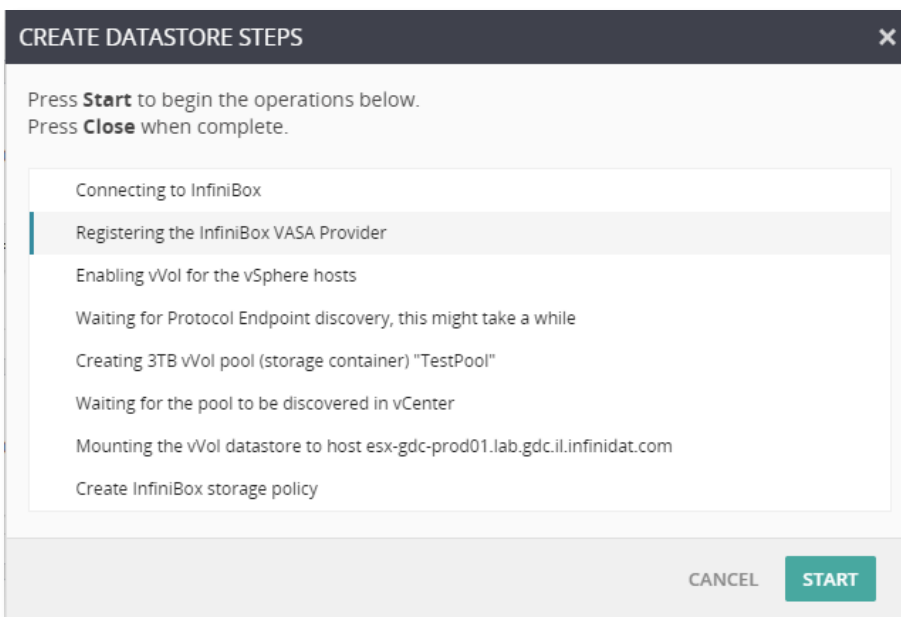 CREATE DATASTORE STEPS
Press Start to begin the operations below.
Press Close when complete.
Connecting to InfiniBox
Registering the InfiniBox VASA Provider
Enabling vVol for the vSphere hosts
Waiting for Protocol Endpoint discovery, this might take a while
Creating 3TB vVol pool (storage container) "TestPool"
Waiting for the pool to be discovered in vCenter
Mounting the vVol datastore to host esx-gdc-prod01.lab.gdc.il.infinidat.com
Create InfiniBox storage policy
CANCEL START